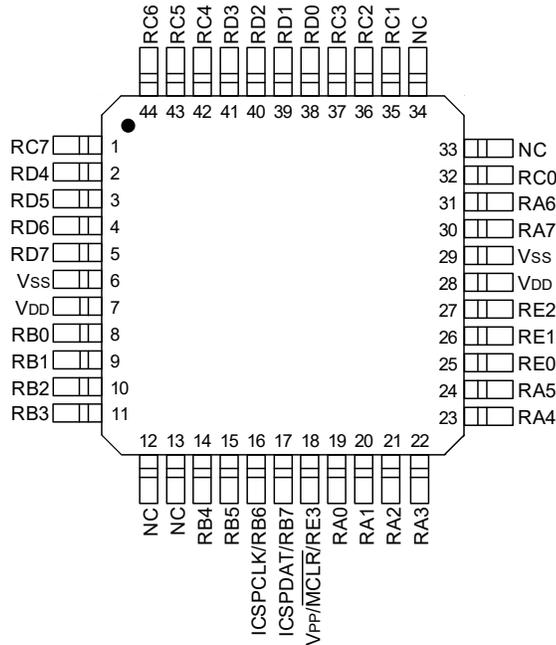 RC6 RC5 RC4 RD3 RD2 RD1 RD0 RC3 RC2 RC1 NC
44 43 42 41 40 39 38 37 36 35 34
RC7 1
RD4 2
RD5 3
RD6 4
RD7 5
VSS 6
VDD 7
RB0 8
RB1 9
RB2 10
RB3 11
33 NC
32 RC0
31 RA6
30 RA7
29 VSS
28 VDD
27 RE2
26 RE1
25 RE0
24 RA5
23 RA4
12 13 14 15 16 17 18 19 20 21 22
NC NC RB4 RB5 ICSPCLK/RB6 ICSPDAT/RB7 VPP/MCLR/RE3 RA0 RA1 RA2 RA3